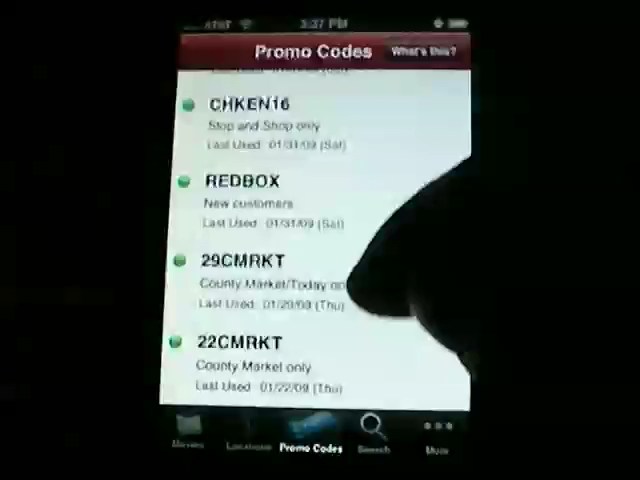 AT&T 3:37 PM
Promo Codes What's this?
CHKEN16
Stop and Shop only
Last Used: 01/31/09 (Sat)
REDBOX
New customers
Last Used: 01/31/09 (Sat)
29CMRKT
County Market/Today on
Last Used: 01/29/09 (Thu)
22CMRKT
County Market only
Last Used: 01/22/09 (Thu)
Movies Locations Promo Codes Search More